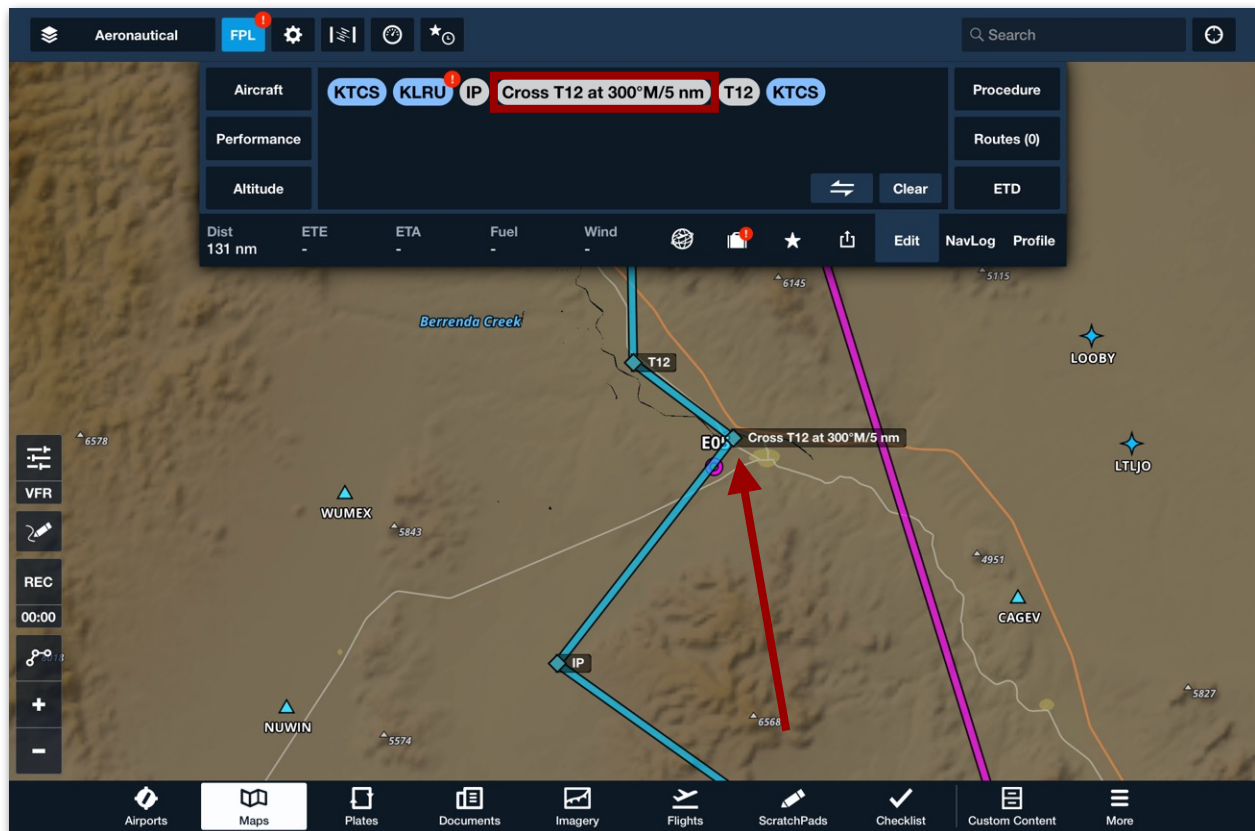 Aeronautical
FPL
!
Search
Aircraft
KTCS KLRU ! IP Cross T12 at 300°M/5 nm T12 KTCS
Procedure
Performance
Routes (0)
Altitude
Clear
ETD
Dist ETE ETA Fuel Wind
131 nm - - - -
!
Edit NavLog Profile
6145
5115
Berrenda Creek
LOOBY
T12
6578
Cross T12 at 300°M/5 nm
LTLJO
VFR
WUMEX
5843
4951
REC
00:00
CAGEV
IP
5827
NUWIN
6568
5574
Airports Maps Plates Documents Imagery Flights ScratchPads Checklist Custom Content More